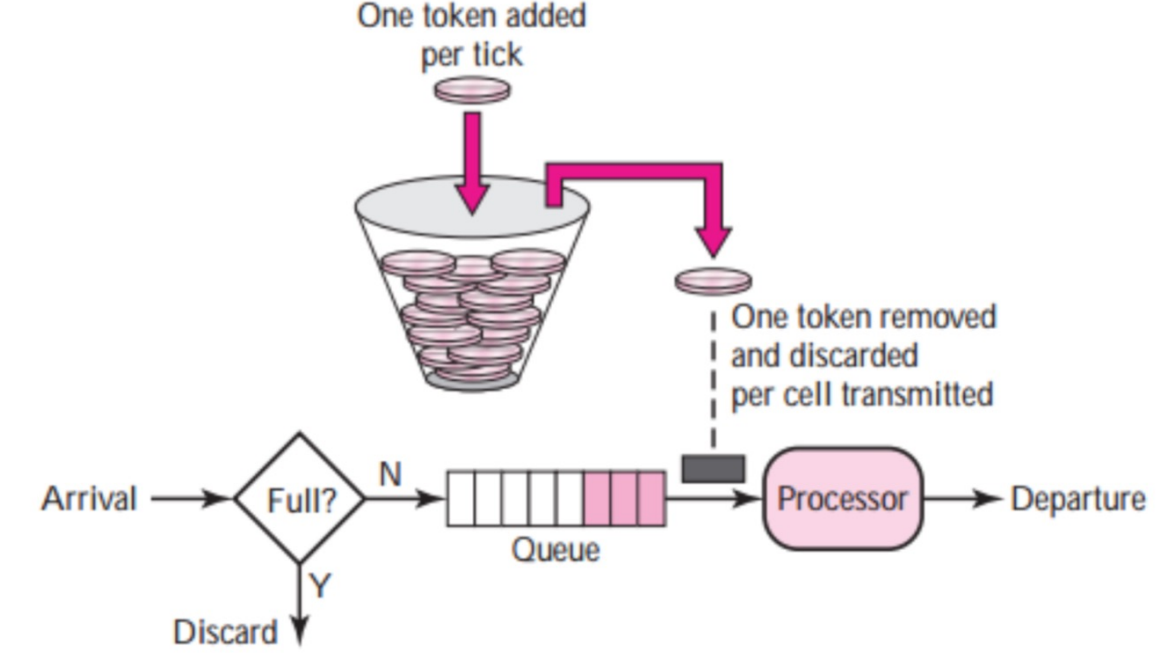 One token added
per tick
One token removed
and discarded
per cell transmitted
Arrival
Full?
N
Queue
Processor
Departure
Y
Discard